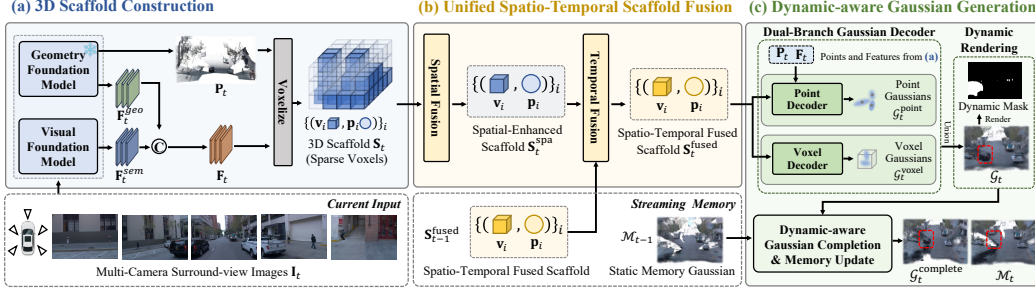 (a) 3D Scaffold Construction
Geometry
Foundation
Model
Visual
Foundation
Model
F_t^{geo}
F_t^{sem}
P_t
©
F_t
Voxelize
{(v_i , p_i)}_i
3D Scaffold S_t
(Sparse Voxels)
Current Input
Multi-Camera Surround-view Images I_t
(b) Unified Spatio-Temporal Scaffold Fusion
Spatial Fusion
{( , )}_i
v_i p_i
Spatial-Enhanced
Scaffold S_t^{spa}
Temporal Fusion
{( , )}_i
v_i p_i
Spatio-Temporal Fused
Scaffold S_t^{fused}
S_{t-1}^{fused}
{( , )}_i
v_i p_i
Spatio-Temporal Fused Scaffold
Streaming Memory
M_{t-1}
Static Memory Gaussian
(c) Dynamic-aware Gaussian Generation
Dual-Branch Gaussian Decoder
P_t F_t
Points and Features from (a)
Point
Decoder
Point
Gaussians
G_t^{point}
Voxel
Decoder
Voxel
Gaussians
G_t^{voxel}
Union
Dynamic
Rendering
Dynamic Mask
Render
G_t
Dynamic-aware
Gaussian Completion
& Memory Update
G_t^{complete}
M_t